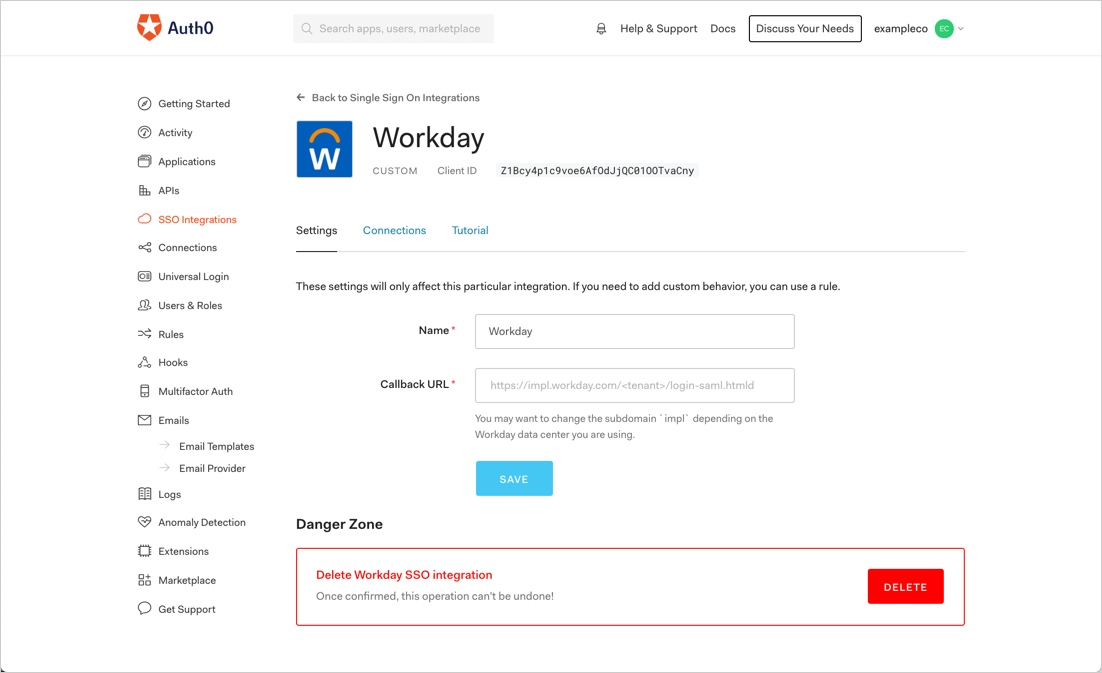 Auth0
Search apps, users, marketplace
Help & Support
Docs
Discuss Your Needs
exampleco
EC
Getting Started
Activity
Applications
APIs
SSO Integrations
Connections
Universal Login
Users & Roles
Rules
Hooks
Multifactor Auth
Emails
Email Templates
Email Provider
Logs
Anomaly Detection
Extensions
Marketplace
Get Support
Back to Single Sign On Integrations
W
Workday
CUSTOM
Client ID
Z1Bcy4p1c9voe6AfOdJjQC01OOTvaCny
Settings
Connections
Tutorial
These settings will only affect this particular integration. If you need to add custom behavior, you can use a rule.
Name *
Workday
Callback URL *
https://impl.workday.com/<tenant>/login-saml.htmld
You may want to change the subdomain `impl` depending on the
Workday data center you are using.
SAVE
Danger Zone
Delete Workday SSO integration
Once confirmed, this operation can't be undone!
DELETE